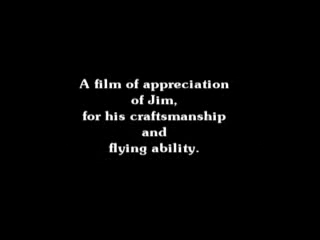 A film of appreciation
of Jim,
for his craftsmanship
and
flying ability.